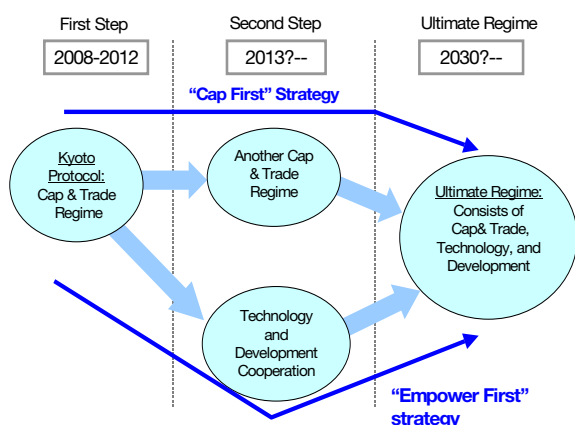 First Step
Second Step
Ultimate Regime
2008-2012
2013?--
2030?--
“Cap First” Strategy
Kyoto
Protocol:
Cap & Trade
Regime
Another Cap
& Trade
Regime
Ultimate Regime:
Consists of
Cap& Trade,
Technology, and
Development
Technology
and
Development
Cooperation
“Empower First”
strategy